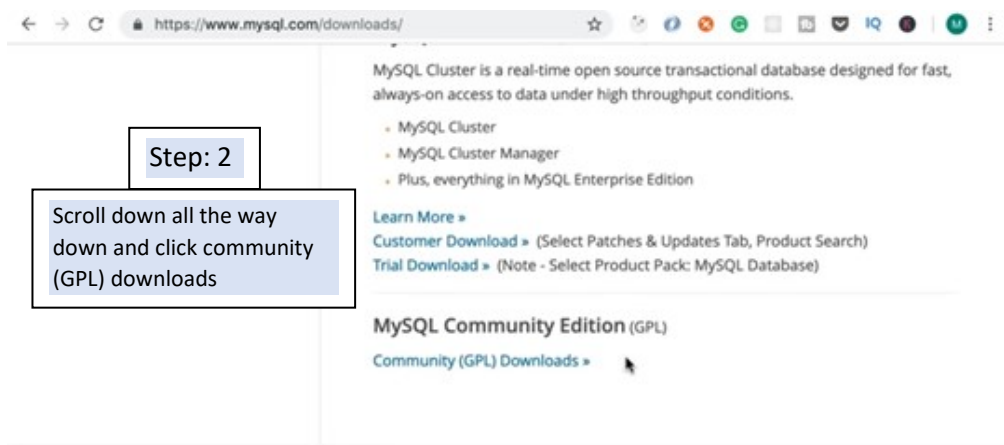 https://www.mysql.com/downloads/
MySQL Cluster is a real-time open source transactional database designed for fast,
always-on access to data under high throughput conditions.
• MySQL Cluster
• MySQL Cluster Manager
• Plus, everything in MySQL Enterprise Edition
Step: 2
Scroll down all the way
down and click community
(GPL) downloads
Learn More »
Customer Download » (Select Patches & Updates Tab, Product Search)
Trial Download » (Note - Select Product Pack: MySQL Database)
MySQL Community Edition (GPL)
Community (GPL) Downloads »